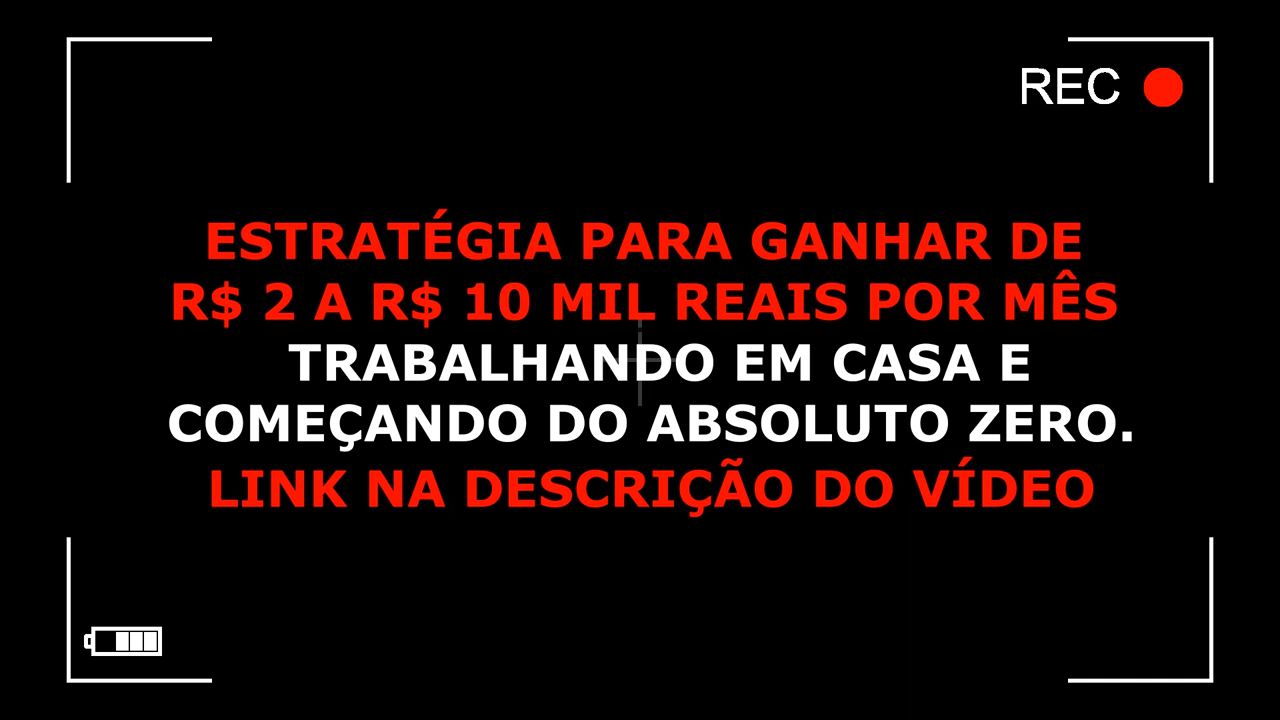 REC
ESTRATÉGIA PARA GANHAR DE
R$ 2 A R$ 10 MIL REAIS POR MÊS
TRABALHANDO EM CASA E
COMEÇANDO DO ABSOLUTO ZERO.
LINK NA DESCRIÇÃO DO VÍDEO